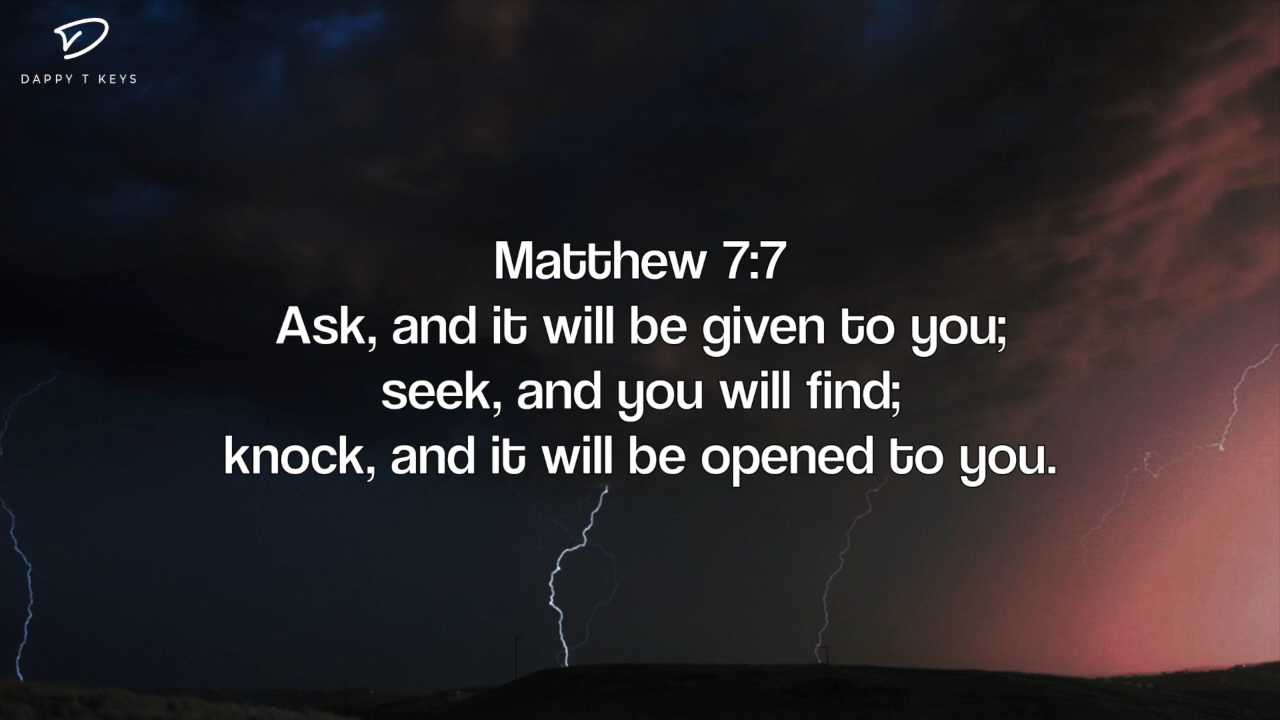 DAPPY T KEYS
Matthew 7:7
Ask, and it will be given to you;
seek, and you will find;
knock, and it will be opened to you.